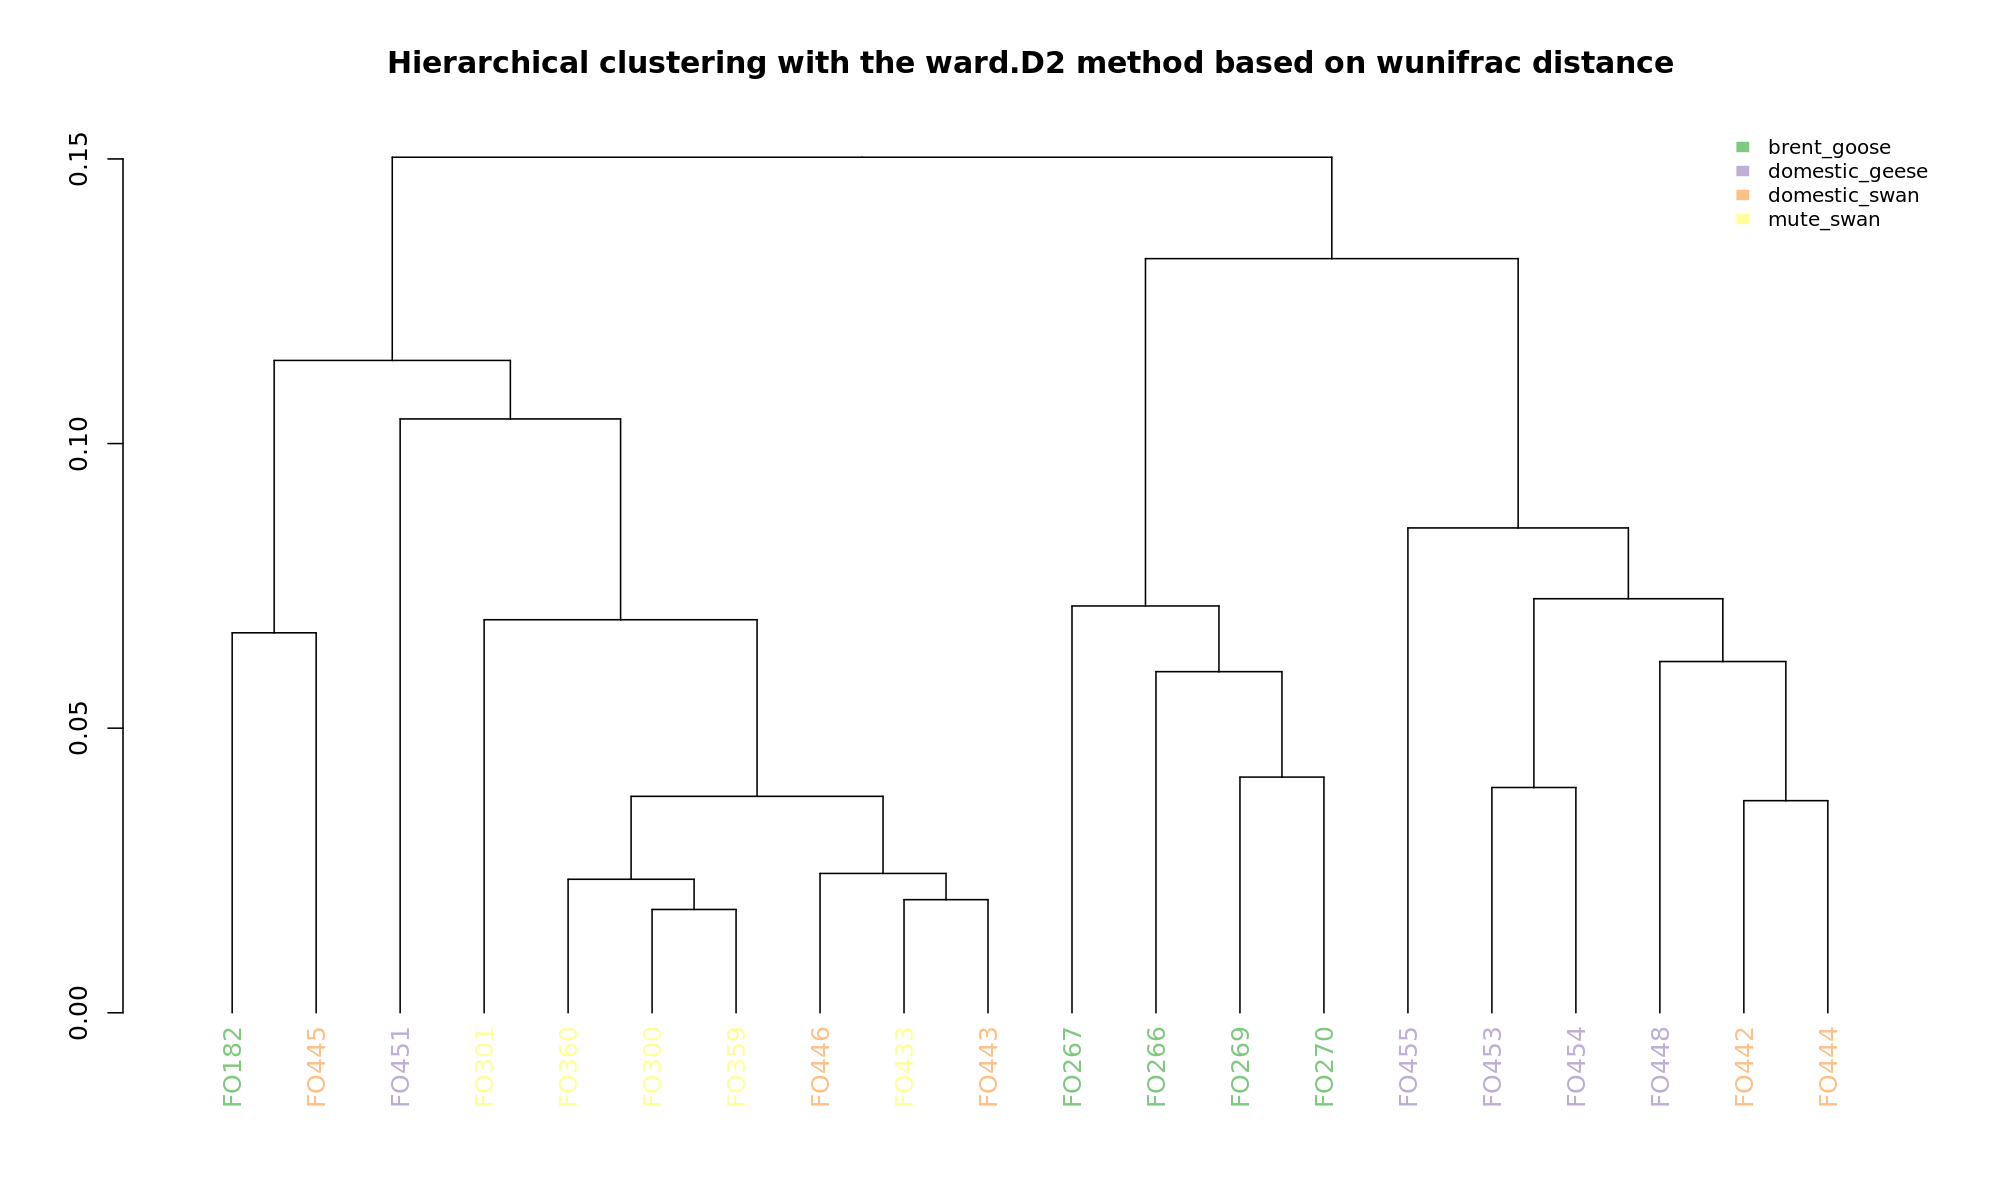 Hierarchical clustering with the ward.D2 method based on wunifrac distance
brent_goose
domestic_geese
domestic_swan
mute_swan
0.15
0.10
0.05
0.00
FO182
FO445
FO451
FO301
FO360
FO300
FO359
FO446
FO433
FO443
FO267
FO266
FO269
FO270
FO455
FO453
FO454
FO448
FO442
FO444